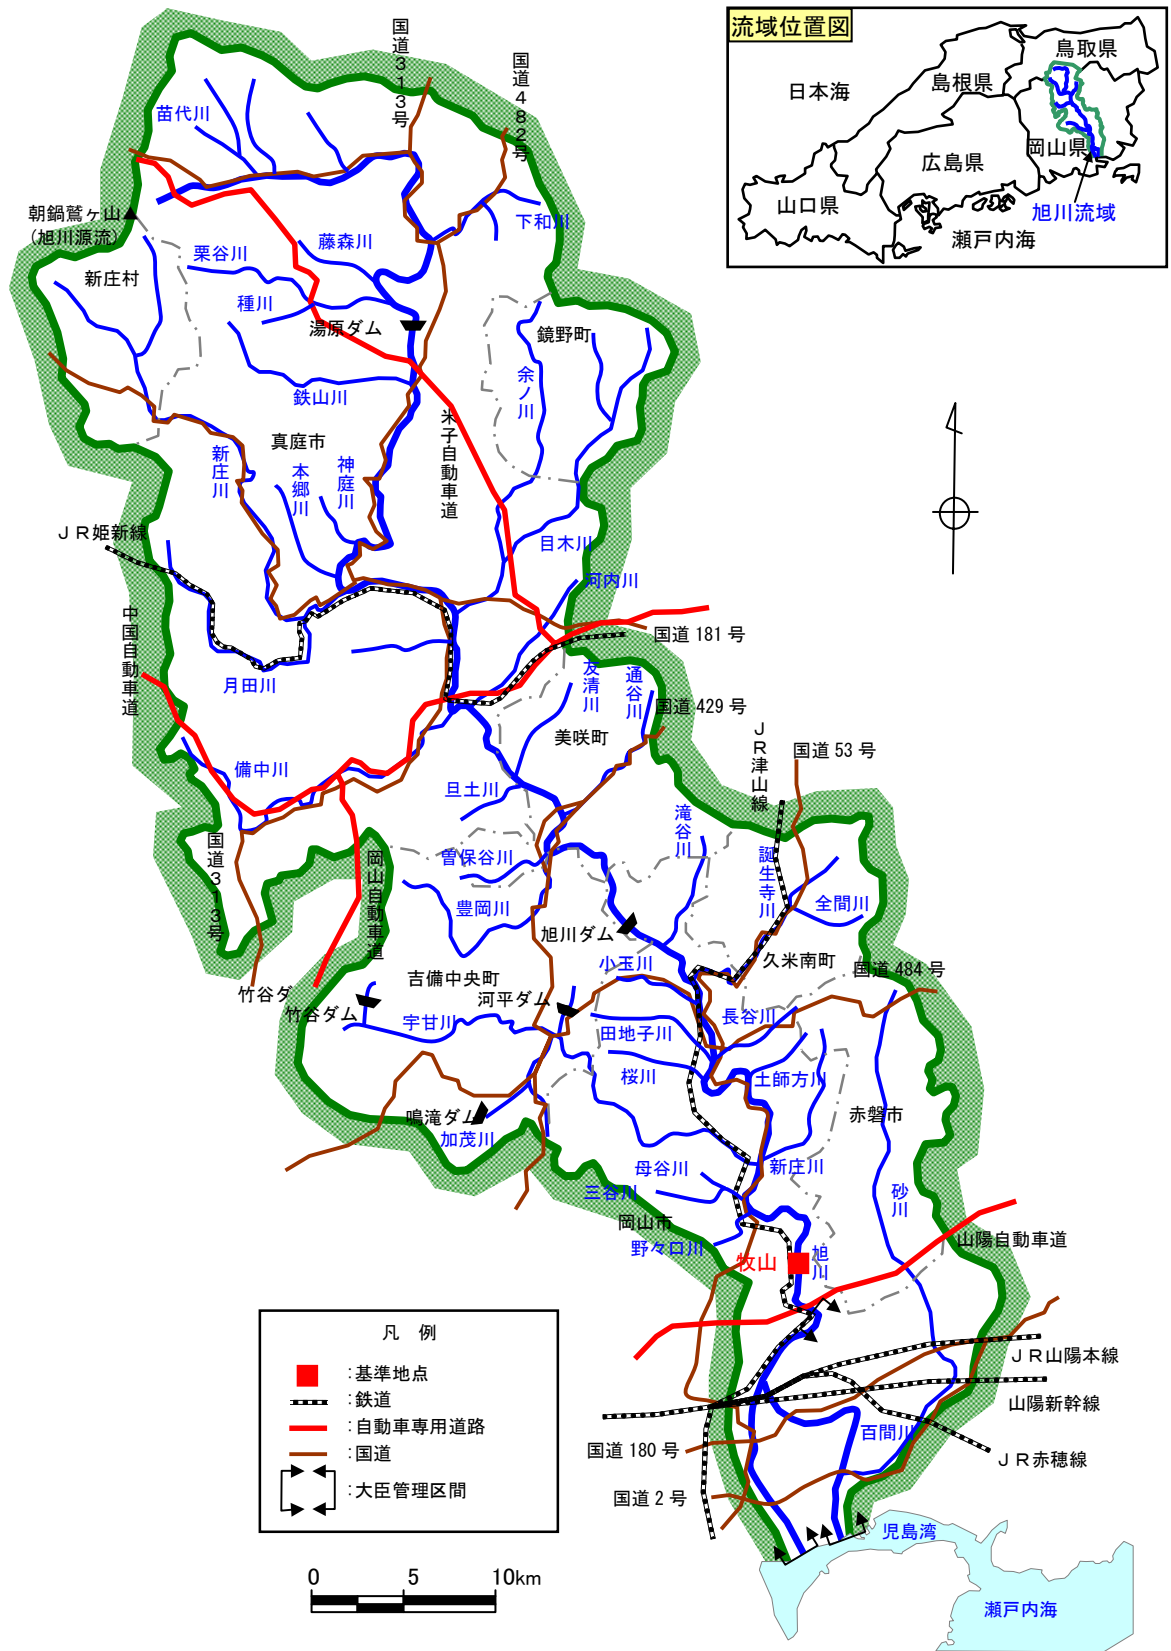 流域位置図
鳥取県
島根県
日本海
岡山県
広島県
山口県
旭川流域
瀬戸内海
国道313号
国道482号
苗代川
朝鍋鷲ヶ山
(旭川源流)
下和川
藤森川
栗谷川
新庄村
種川
湯原ダム
鏡野町
余ノ川
鉄山川
米子自動車道
真庭市
新庄川
本郷川
神庭川
JR姫新線
目木川
河内川
中国自動車道
国道181号
月田川
友清川
通谷川
国道429号
美咲町
JR津山線
国道53号
備中川
旦土川
滝谷川
国道313号
岡山自動車道
曽保谷川
誕生寺川
全間川
豊岡川
旭川ダム
久米南町
国道484号
小玉川
吉備中央町
竹谷ダ
竹谷ダム
河平ダム
宇甘川
長谷川
田地子川
桜川
土師方川
鳴滝ダム
加茂川
赤磐市
母谷川
新庄川
三谷川
砂川
岡山市
野々口川
牧山
旭川
山陽自動車道
凡 例
:基準地点
:鉄道
:自動車専用道路
:国道
:大臣管理区間
JR山陽本線
山陽新幹線
百間川
国道180号
JR赤穂線
国道2号
児島湾
瀬戸内海
0 5 10km